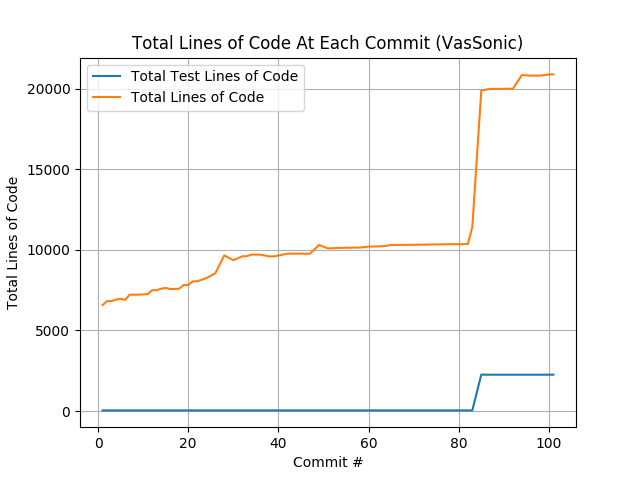 Total Lines of Code At Each Commit (VasSonic)
Total Test Lines of Code
Total Lines of Code
Total Lines of Code
20000
15000
10000
5000
0
0 20 40 60 80 100
Commit #